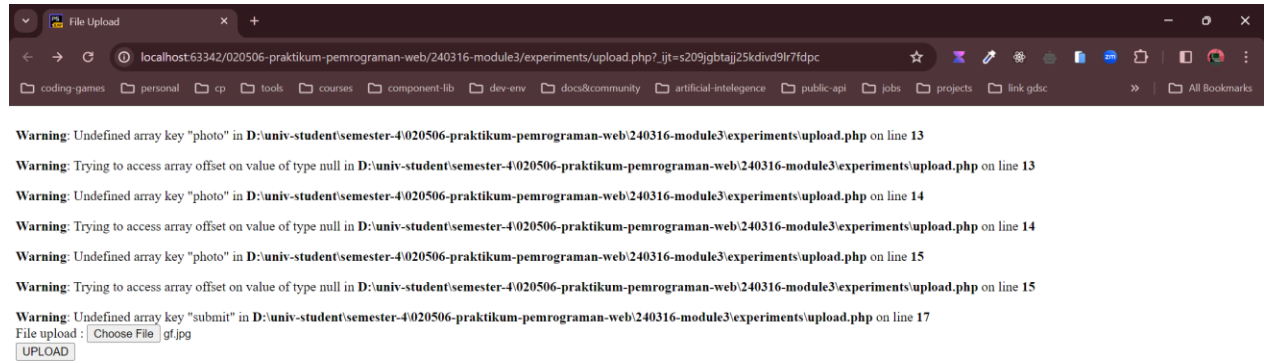 File Upload
localhost:63342/020506-praktikum-pemrograman-web/240316-module3/experiments/upload.php?_ijt=s209jgbtajj25kdivd9lr7fdpc
coding-games personal cp tools courses component-lib dev-env docs&community artificial-intelegence public-api jobs projects link gdsc » All Bookmarks
Warning: Undefined array key "photo" in D:\univ-student\semester-4\020506-praktikum-pemrograman-web\240316-module3\experiments\upload.php on line 13
Warning: Trying to access array offset on value of type null in D:\univ-student\semester-4\020506-praktikum-pemrograman-web\240316-module3\experiments\upload.php on line 13
Warning: Undefined array key "photo" in D:\univ-student\semester-4\020506-praktikum-pemrograman-web\240316-module3\experiments\upload.php on line 14
Warning: Trying to access array offset on value of type null in D:\univ-student\semester-4\020506-praktikum-pemrograman-web\240316-module3\experiments\upload.php on line 14
Warning: Undefined array key "photo" in D:\univ-student\semester-4\020506-praktikum-pemrograman-web\240316-module3\experiments\upload.php on line 15
Warning: Trying to access array offset on value of type null in D:\univ-student\semester-4\020506-praktikum-pemrograman-web\240316-module3\experiments\upload.php on line 15
Warning: Undefined array key "submit" in D:\univ-student\semester-4\020506-praktikum-pemrograman-web\240316-module3\experiments\upload.php on line 17
File upload : Choose File gf.jpg
UPLOAD